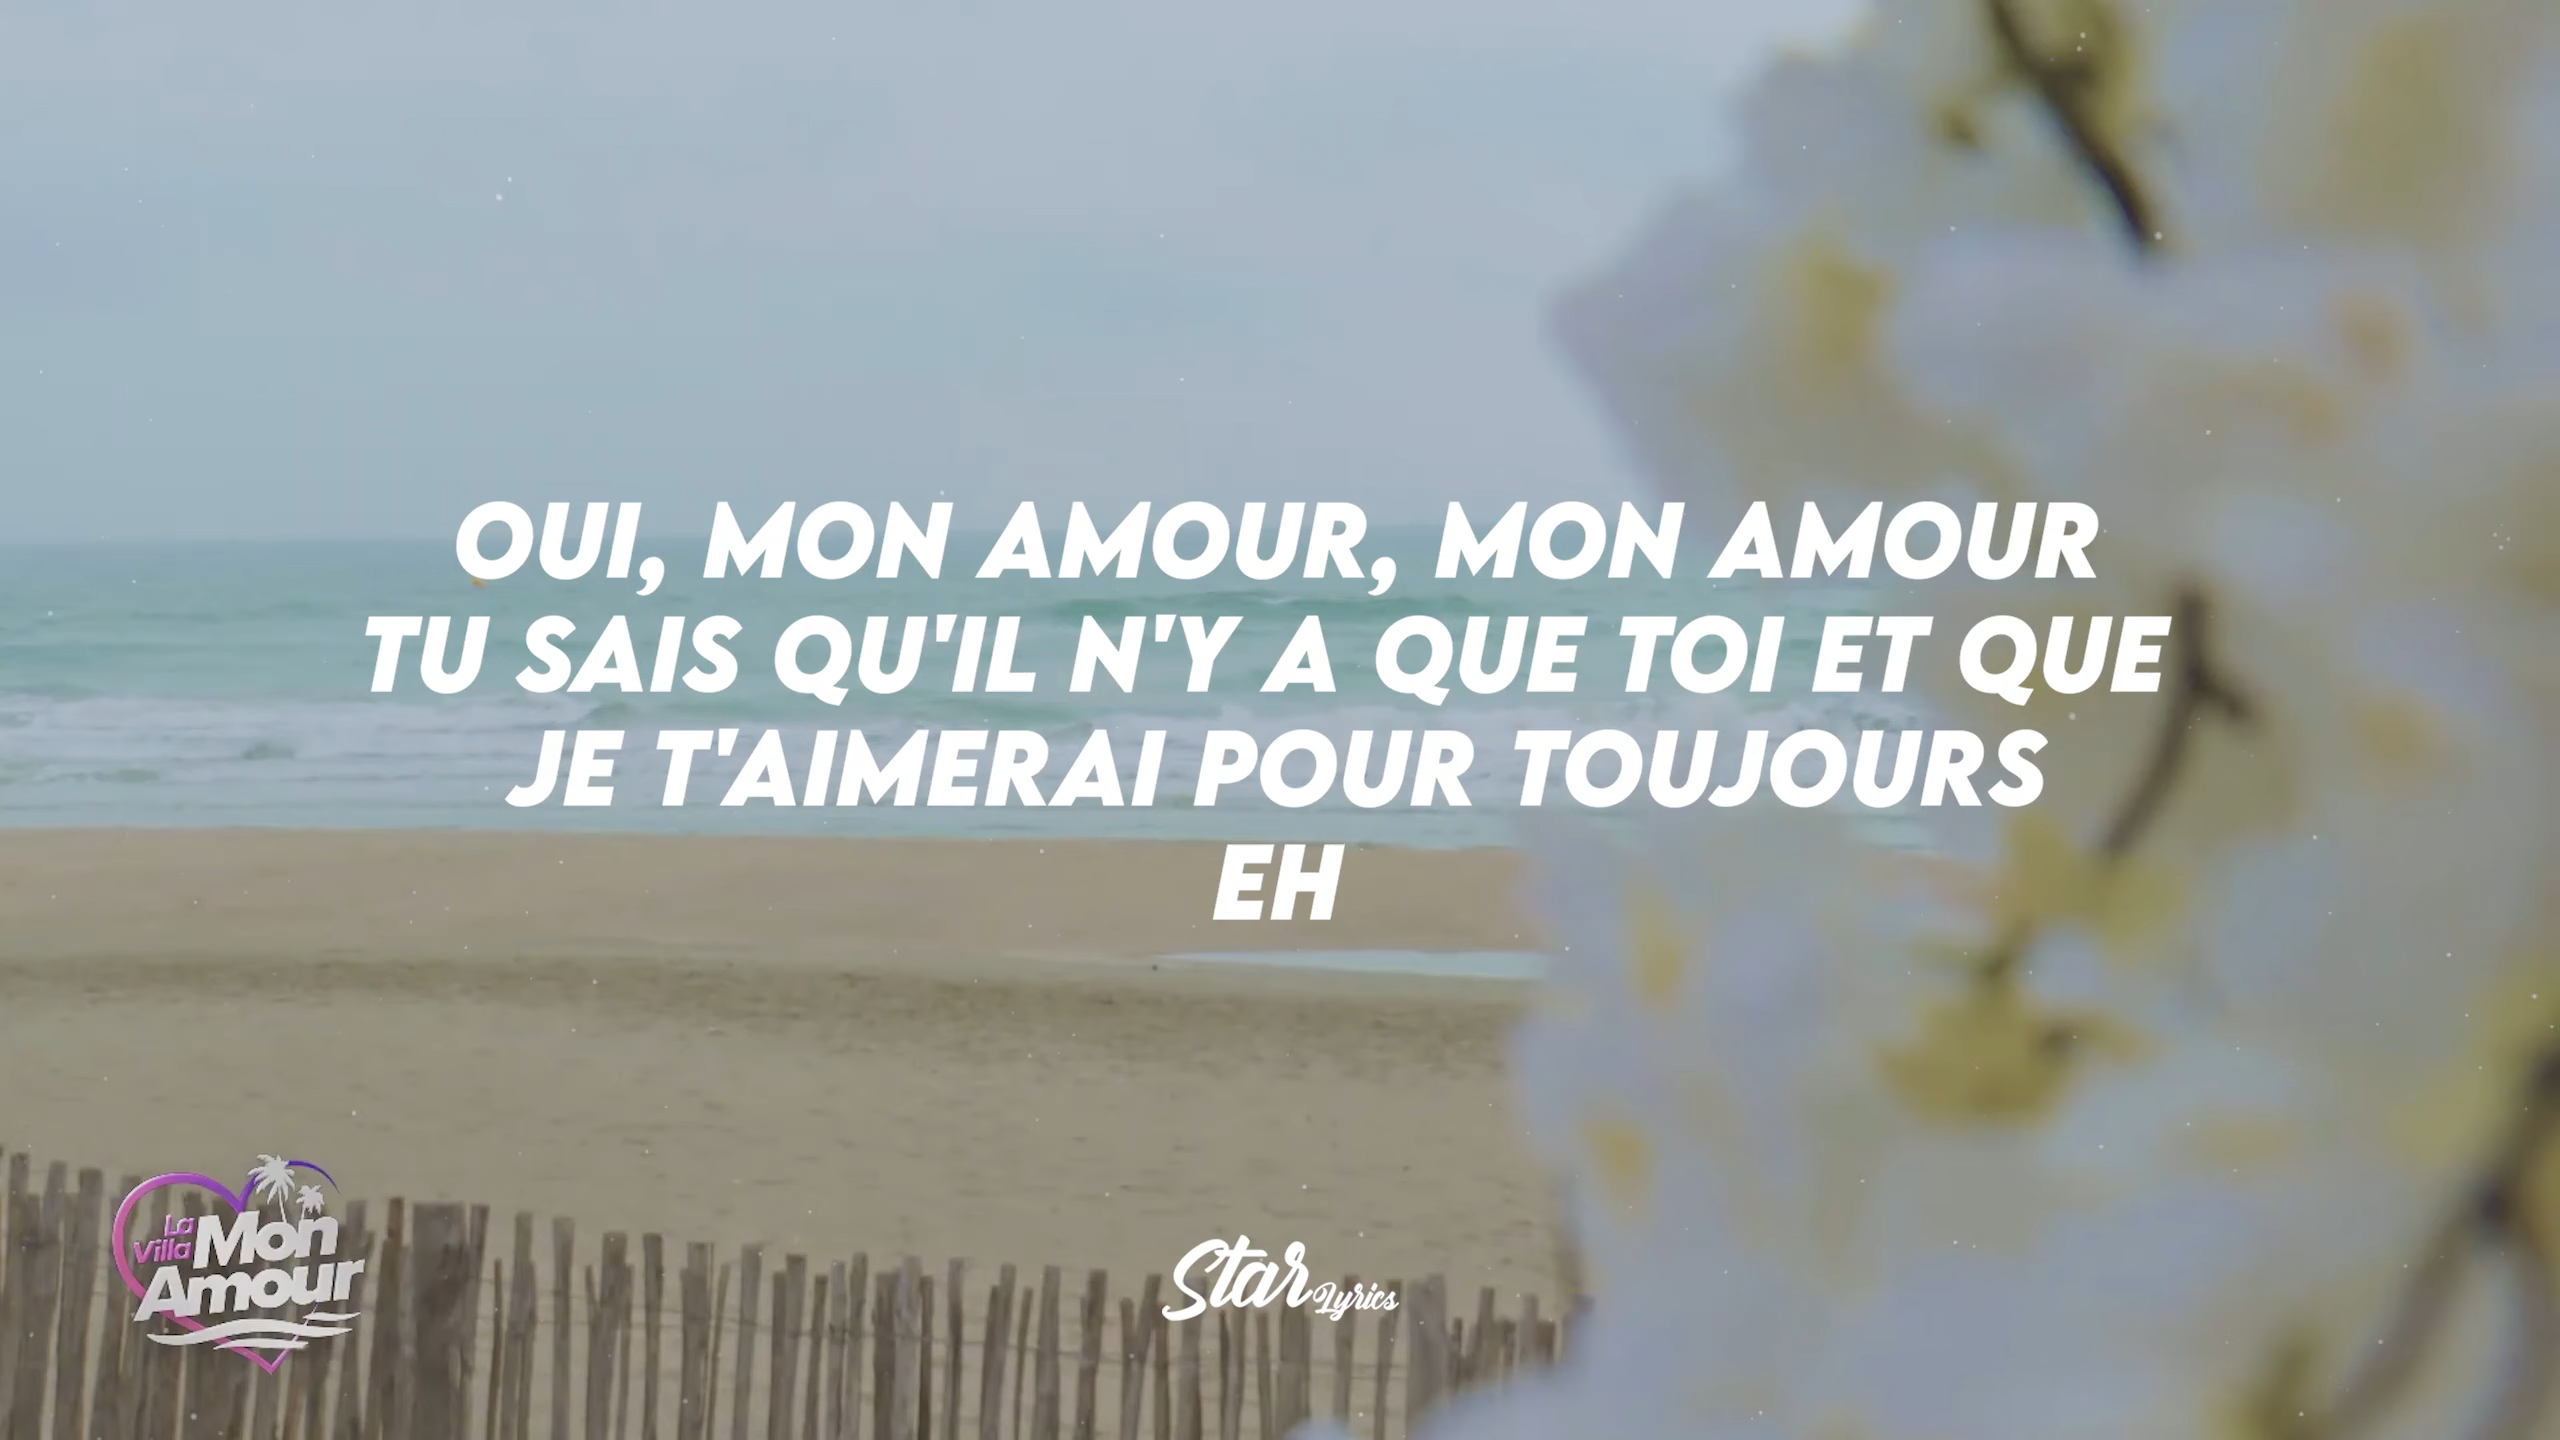 OUI, MON AMOUR, MON AMOUR
TU SAIS QU'IL N'Y A QUE TOI ET QUE
JE T'AIMERAI POUR TOUJOURS
EH
La Villa Mon Amour
Star Lyrics